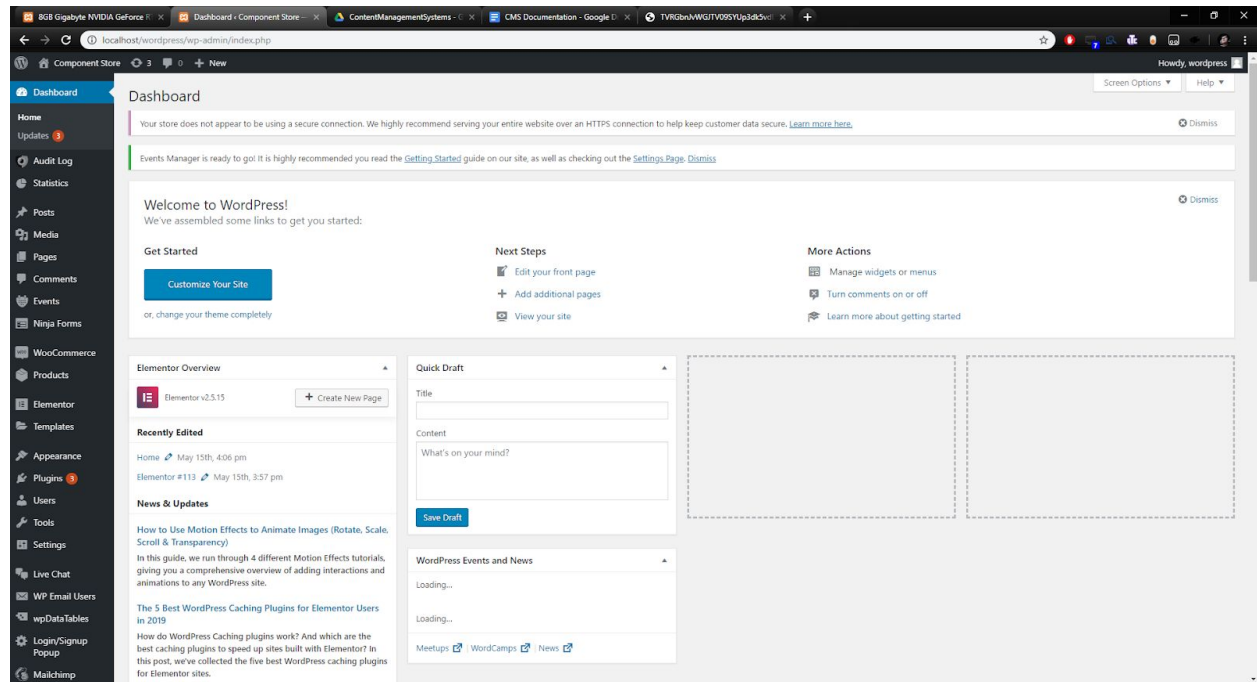 8GB Gigabyte NVIDIA GeForce R
Dashboard ‹ Component Store —
ContentManagementSystems - G
CMS Documentation - Google D
localhost/wordpress/wp-admin/index.php
Component Store 3 0 + New
Howdy, wordpress
Dashboard
Home
Updates 3
Audit Log
Statistics
Posts
Media
Pages
Comments
Events
Ninja Forms
WooCommerce
Products
Elementor
Templates
Appearance
Plugins 3
Users
Tools
Settings
Live Chat
WP Email Users
wpDataTables
Login/Signup
Popup
Mailchimp
Screen Options ▼ Help ▼
Dashboard
Your store does not appear to be using a secure connection. We highly recommend serving your entire website over an HTTPS connection to help keep customer data secure. Learn more here.
Dismiss
Events Manager is ready to go! It is highly recommended you read the Getting Started guide on our site, as well as checking out the Settings Page. Dismiss
Welcome to WordPress!
Dismiss
We've assembled some links to get you started:
Get Started
Customize Your Site
or, change your theme completely
Next Steps
Edit your front page
Add additional pages
View your site
More Actions
Manage widgets or menus
Turn comments on or off
Learn more about getting started
Elementor Overview
Elementor v2.5.15
+ Create New Page
Recently Edited
Home May 15th, 4:06 pm
Elementor #113 May 15th, 3:57 pm
News & Updates
How to Use Motion Effects to Animate Images (Rotate, Scale,
Scroll & Transparency)
In this guide, we run through 4 different Motion Effects tutorials,
giving you a comprehensive overview of adding interactions and
animations to any WordPress site.
The 5 Best WordPress Caching Plugins for Elementor Users
in 2019
How do WordPress Caching plugins work? And which are the
best caching plugins to speed up sites built with Elementor? In
this post, we've collected the five best WordPress caching plugins
for Elementor sites.
Quick Draft
Title
Content
What's on your mind?
Save Draft
WordPress Events and News
Loading...
Loading...
Meetups | WordCamps | News